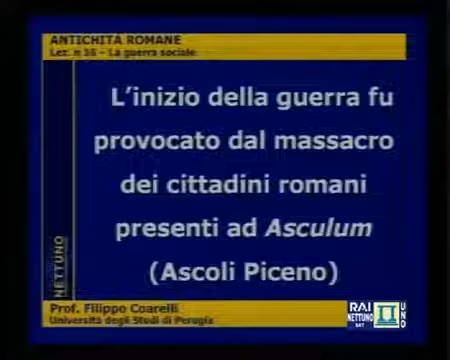 ANTICHITÀ ROMANE
Lez. n 16 - La guerra sociale
L'inizio della guerra fu
provocato dal massacro
dei cittadini romani
presenti ad Asculum
(Ascoli Piceno)
NETTUNO
Prof. Filippo Coarelli
Università degli Studi di Perugia
RAI
NETTUNO
SAT
UNO